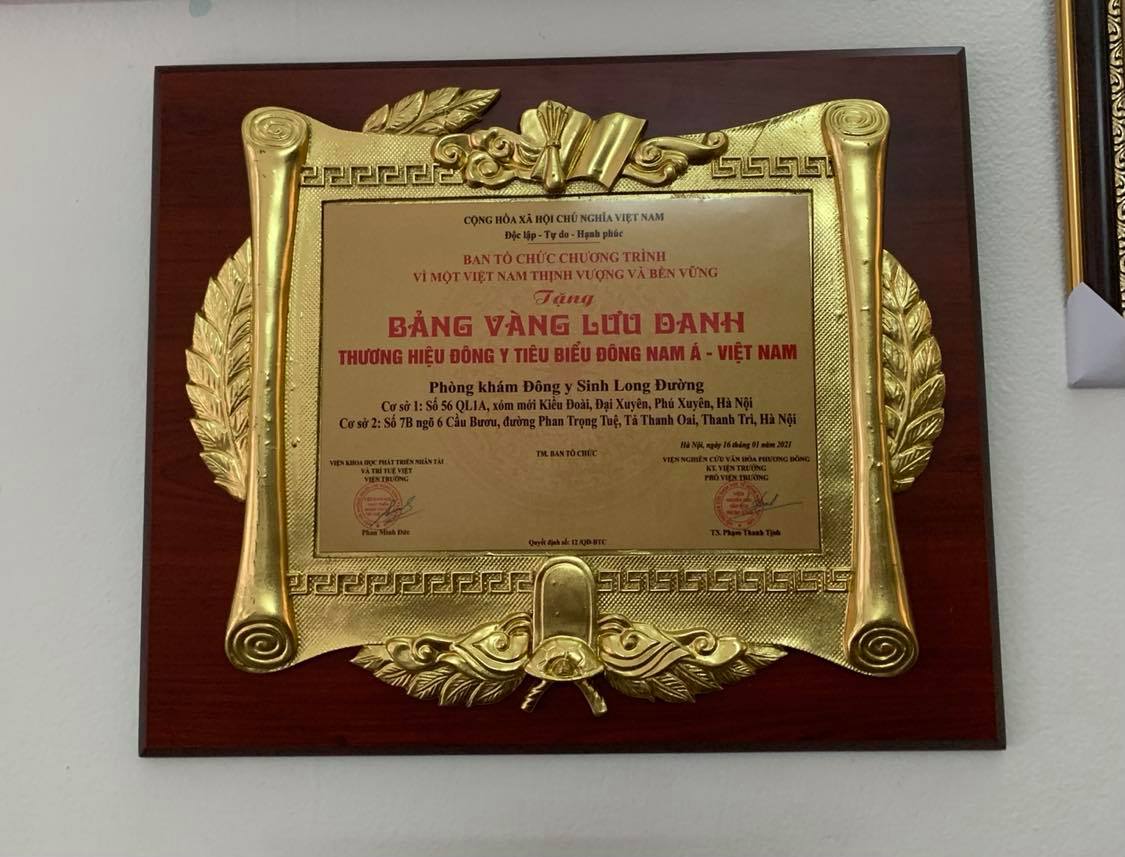 CỘNG HÒA XÃ HỘI CHỦ NGHĨA VIỆT NAM
Độc lập - Tự do - Hạnh phúc
BAN TỔ CHỨC CHƯƠNG TRÌNH
VÌ MỘT VIỆT NAM THỊNH VƯỢNG VÀ BỀN VỮNG
Tặng
BẢNG VÀNG LƯU DANH
THƯƠNG HIỆU ĐÔNG Y TIÊU BIỂU ĐÔNG NAM Á - VIỆT NAM
Phòng khám Đông y Sinh Long Đường
Cơ sở 1: Số 56 QL1A, xóm mới Kiều Đoài, Đại Xuyên, Phú Xuyên, Hà Nội
Cơ sở 2: Số 7B ngõ 6 Cầu Bươu, đường Phan Trọng Tuệ, Tả Thanh Oai, Thanh Trì, Hà Nội
Hà Nội, ngày 16 tháng 01 năm 2021
TM. BAN TỔ CHỨC
VIỆN KHOA HỌC PHÁT TRIỂN NHÂN TÀI
VÀ TRÍ TUỆ VIỆT
VIỆN TRƯỞNG
Phan Minh Đức
VIỆN NGHIÊN CỨU VĂN HÓA PHƯƠNG ĐÔNG
KT. VIỆN TRƯỞNG
PHÓ VIỆN TRƯỞNG
TS. Phạm Thanh Tịnh
Quyết định số: 12 /QĐ-BTC